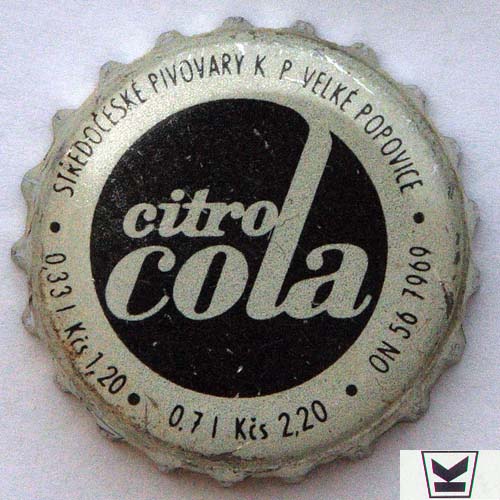 STŘEDOČESKÉ PIVOVARY K P VELKÉ POPOVICE
citro
cola
• 0,33 l Kčs 1,20 • 0,7 l Kčs 2,20 • ON 56 7969 •